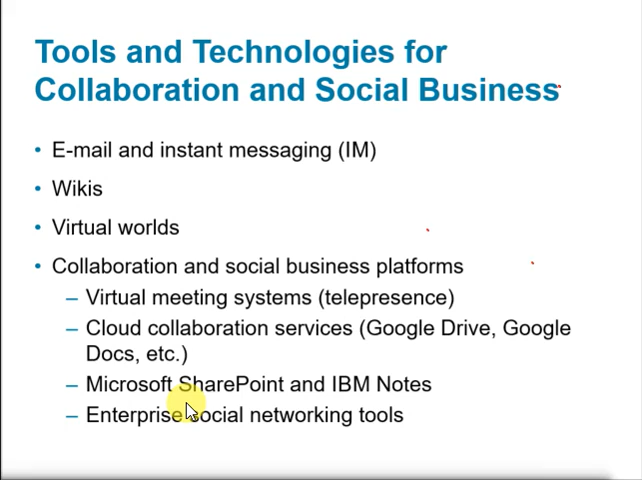 Tools and Technologies for
Collaboration and Social Business
• E-mail and instant messaging (IM)
• Wikis
• Virtual worlds
• Collaboration and social business platforms
– Virtual meeting systems (telepresence)
– Cloud collaboration services (Google Drive, Google
Docs, etc.)
– Microsoft SharePoint and IBM Notes
– Enterprise social networking tools